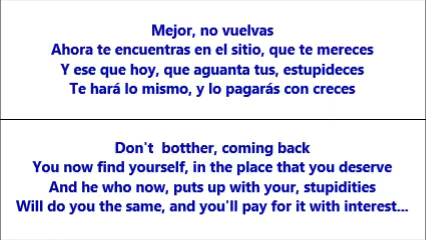 Mejor, no vuelvas
Ahora te encuentras en el sitio, que te mereces
Y ese que hoy, que aguanta tus, estupideces
Te hará lo mismo, y lo pagarás con creces
Don't  botther, coming back
You now find yourself, in the place that you deserve
And he who now, puts up with your, stupidities
Will do you the same, and you'll pay for it with interest...